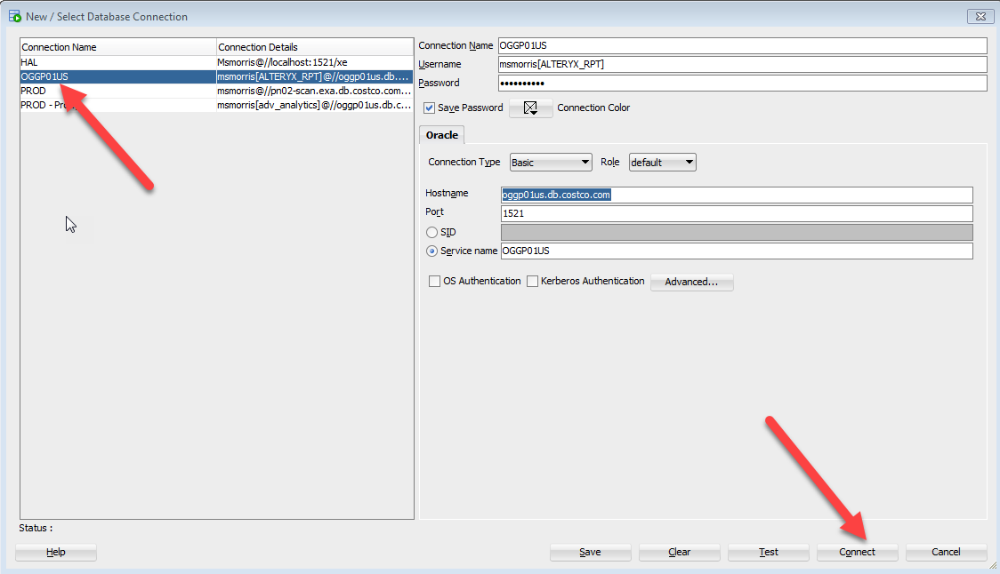 New / Select Database Connection
Connection Name Connection Details
HAL Msmorris@//localhost:1521/xe
OGGP01US msmorris[ALTERYX_RPT]@//oggp01us.db....
PROD msmorris@//pn02-scan.exa.db.costco.com...
PROD - msmorris[adv_analytics]@//oggp01us.db.c...
Connection Name OGGP01US
Username msmorris[ALTERYX_RPT]
Password ••••••••••
Save Password Connection Color
Oracle
Connection Type Basic Role default
Hostname oggp01us.db.costco.com
Port 1521
SID
Service name OGGP01US
OS Authentication Kerberos Authentication Advanced...
Status :
Help Save Clear Test Connect Cancel